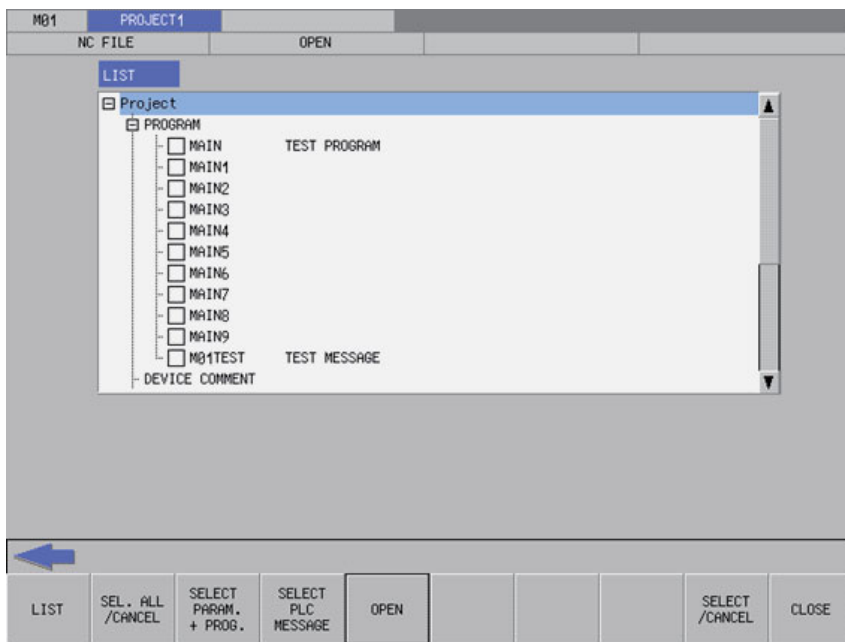 M01 PROJECT1
NC FILE OPEN
LIST
Project
PROGRAM
MAIN TEST PROGRAM
MAIN1
MAIN2
MAIN3
MAIN4
MAIN5
MAIN6
MAIN7
MAIN8
MAIN9
M01TEST TEST MESSAGE
DEVICE COMMENT
LIST
SEL. ALL
/CANCEL
SELECT
PARAM.
+ PROG.
SELECT
PLC
MESSAGE
OPEN
SELECT
/CANCEL
CLOSE